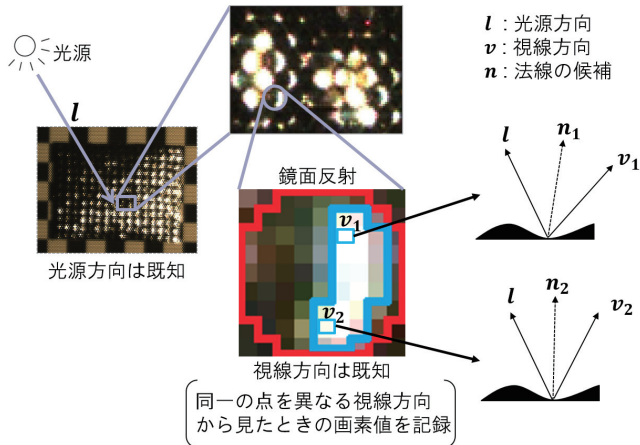 光源
l
光源方向は既知
鏡面反射
v₁
v₂
視線方向は既知
同一の点を異なる視線方向
から見たときの画素値を記録
l : 光源方向
v : 視線方向
n : 法線の候補
l
n₁
v₁
l
n₂
v₂